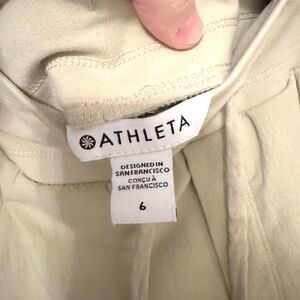 ATHLETA
DESIGNED IN
SAN FRANCISCO
CONÇU À
SAN FRANCISCO
6